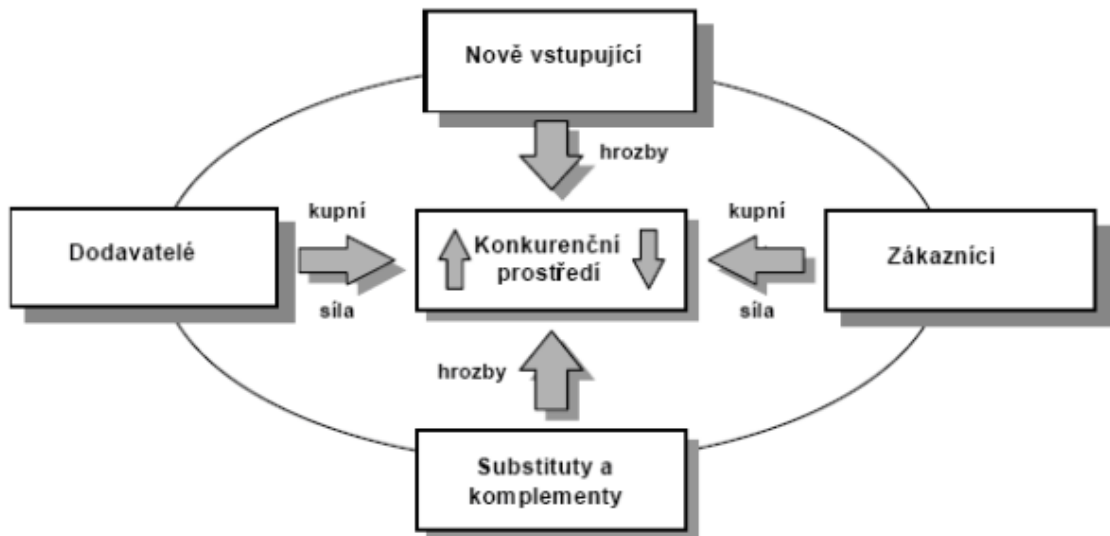 Nově vstupující
hrozby
kupní
kupní
Dodavatelé
Konkurenční
prostředí
Zákazníci
síla
síla
hrozby
Substituty a
komplementy